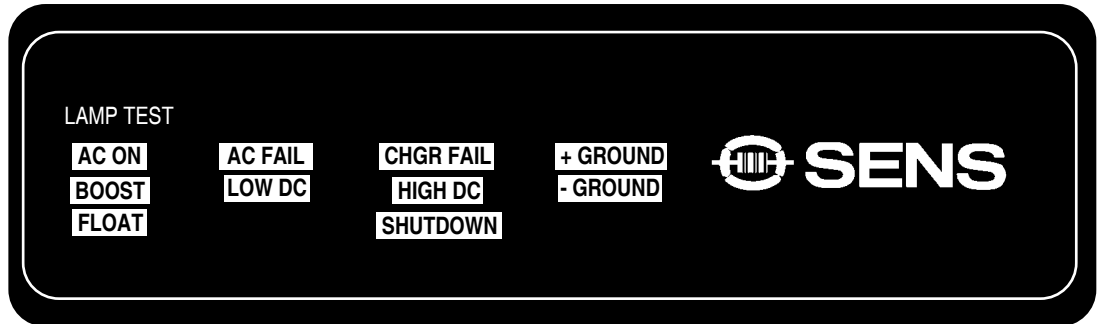 LAMP TEST
AC ON AC FAIL CHGR FAIL + GROUND
BOOST LOW DC HIGH DC - GROUND
FLOAT SHUTDOWN
SENS